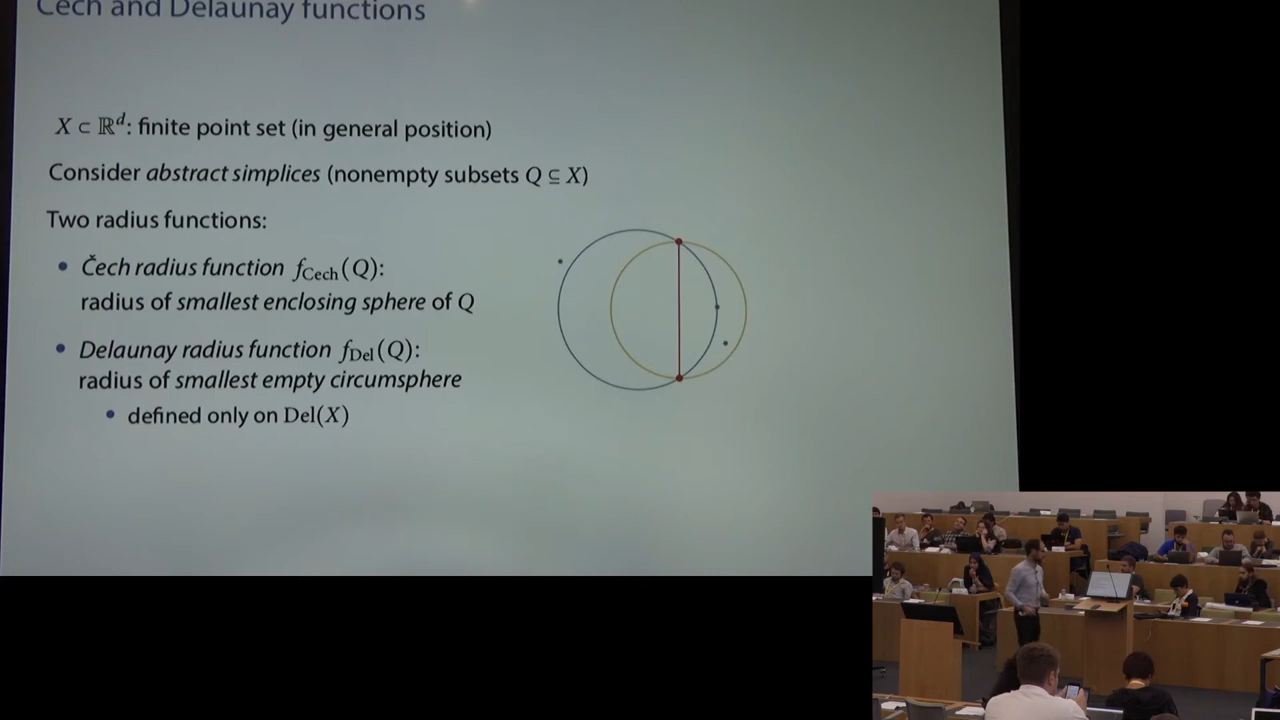 Čech and Delaunay functions
X ⊂ ℝᵈ: finite point set (in general position)
Consider abstract simplices (nonempty subsets Q ⊆ X)
Two radius functions:
• Čech radius function f_Cech(Q):
radius of smallest enclosing sphere of Q
• Delaunay radius function f_Del(Q):
radius of smallest empty circumsphere
• defined only on Del(X)